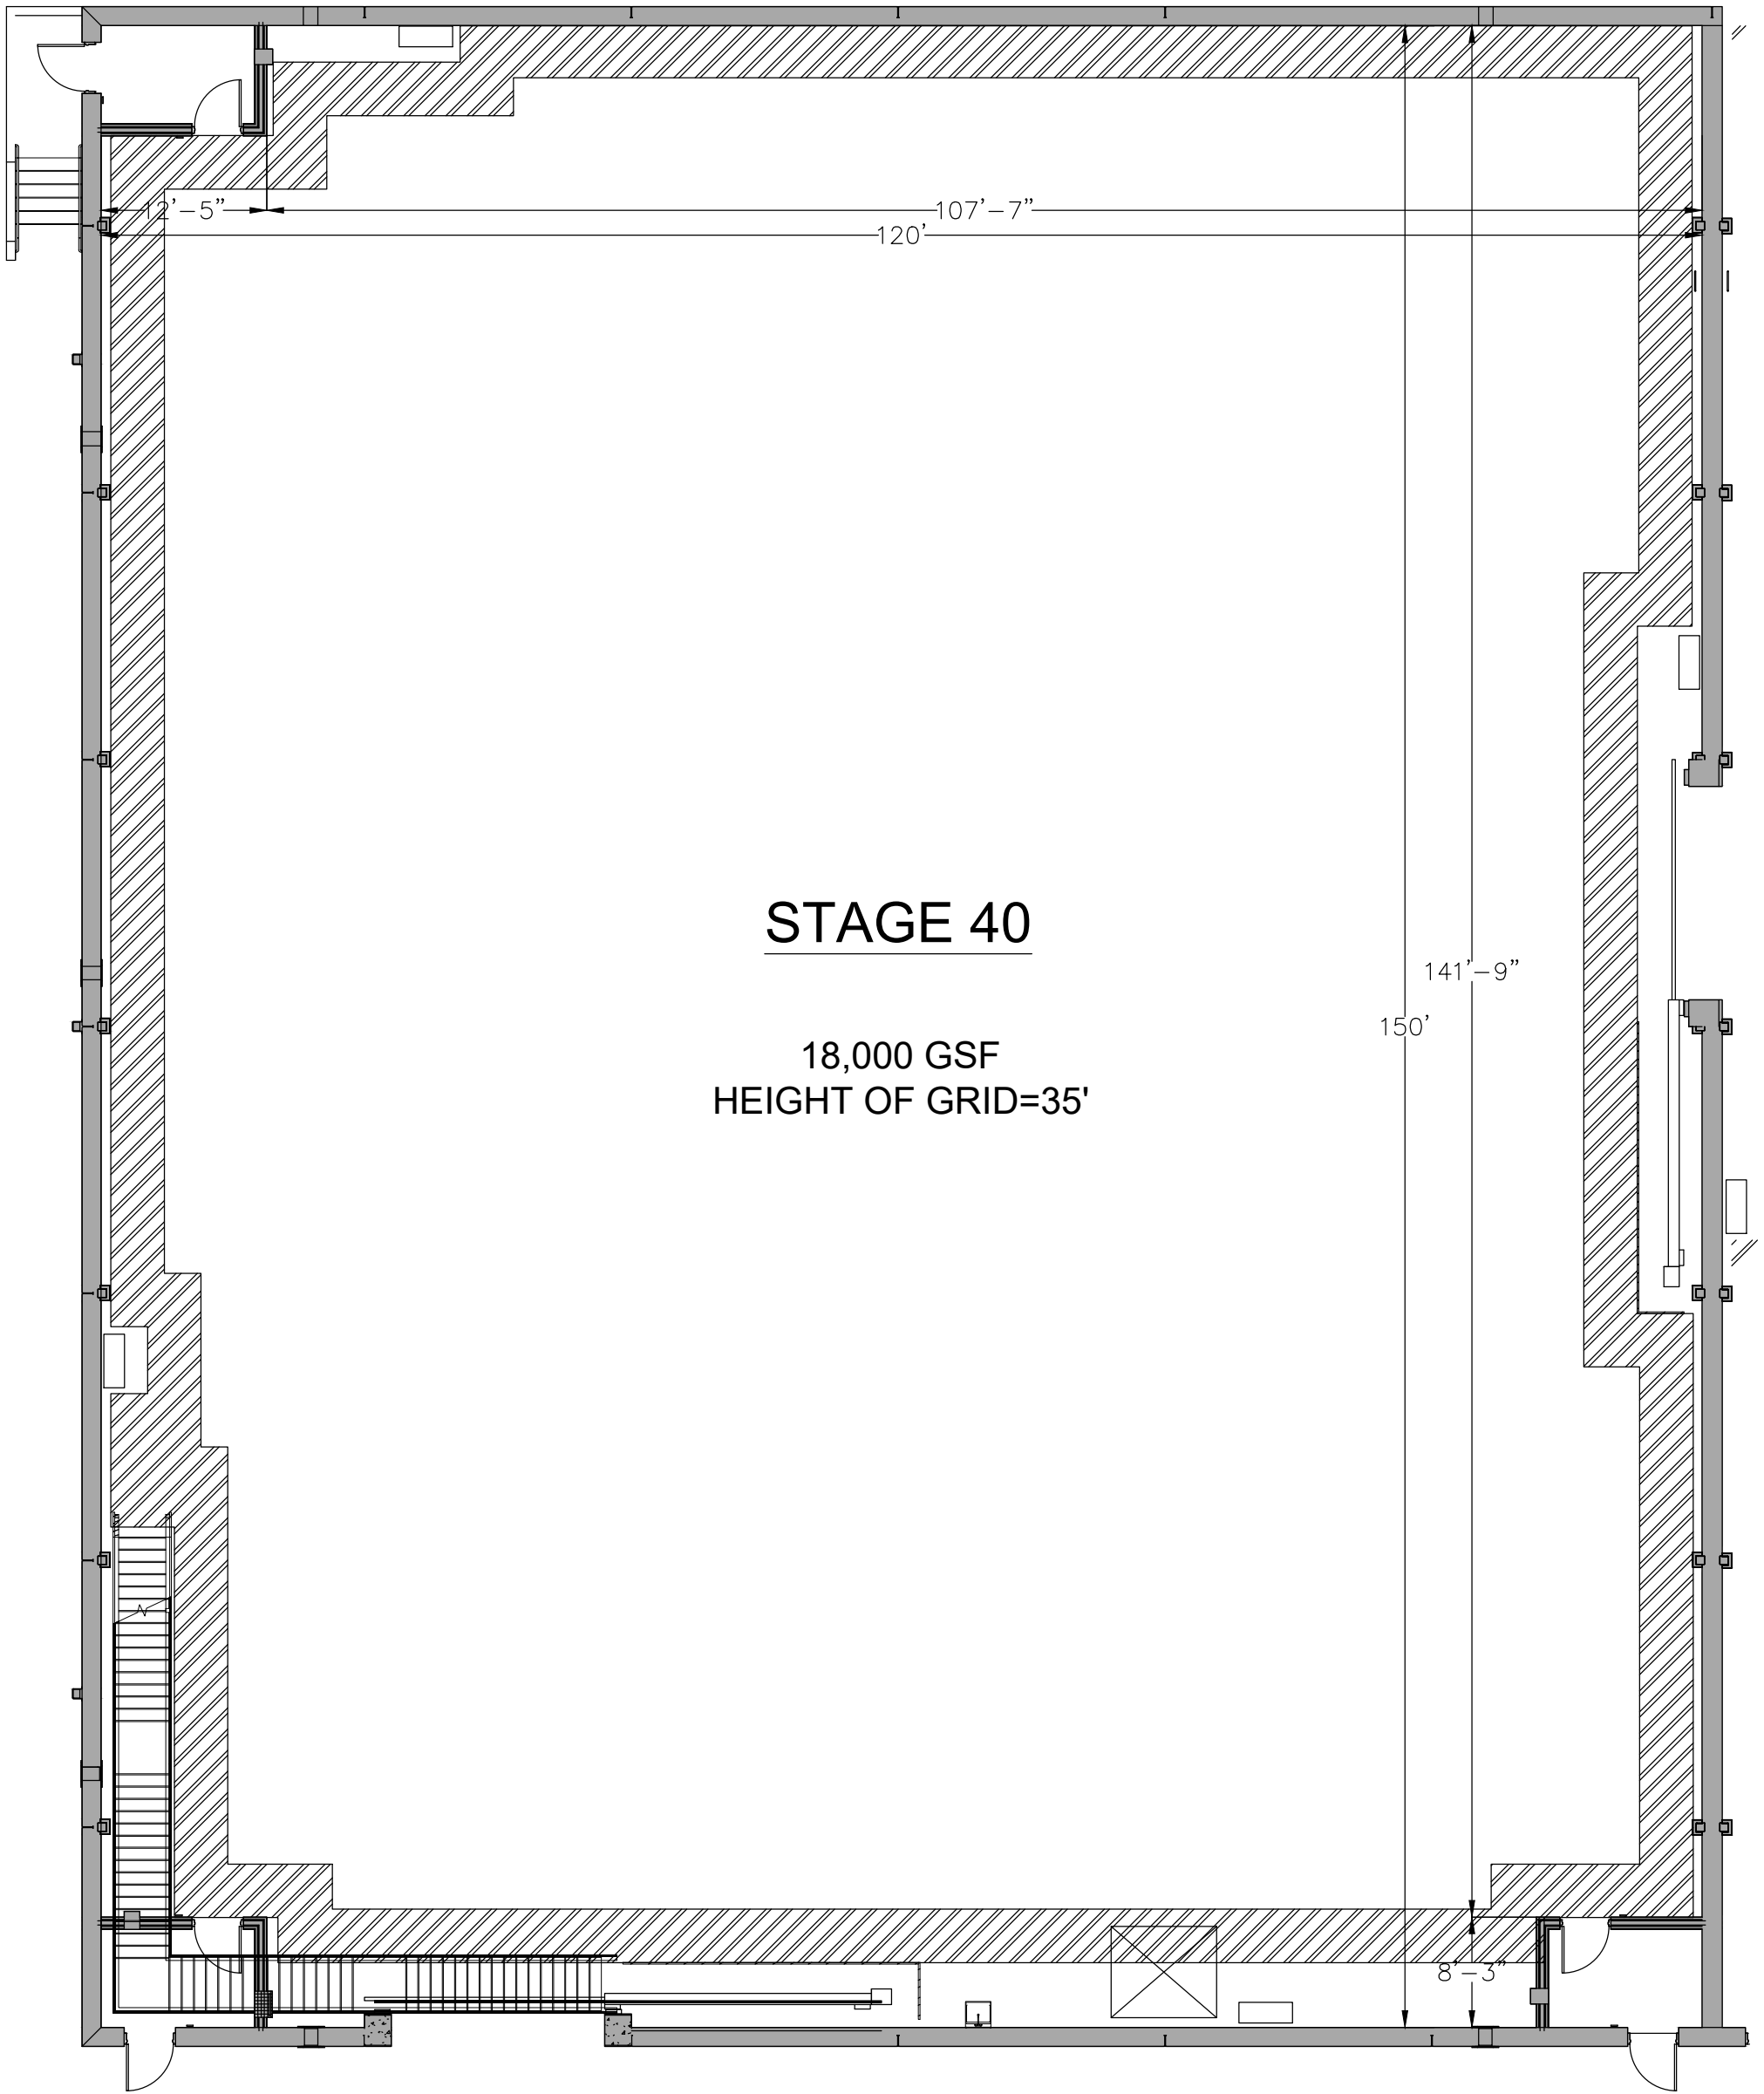 12’-5”
107’-7”
120’
STAGE 40
141’-9”
150’
18,000 GSF
HEIGHT OF GRID=35'
8’-3”